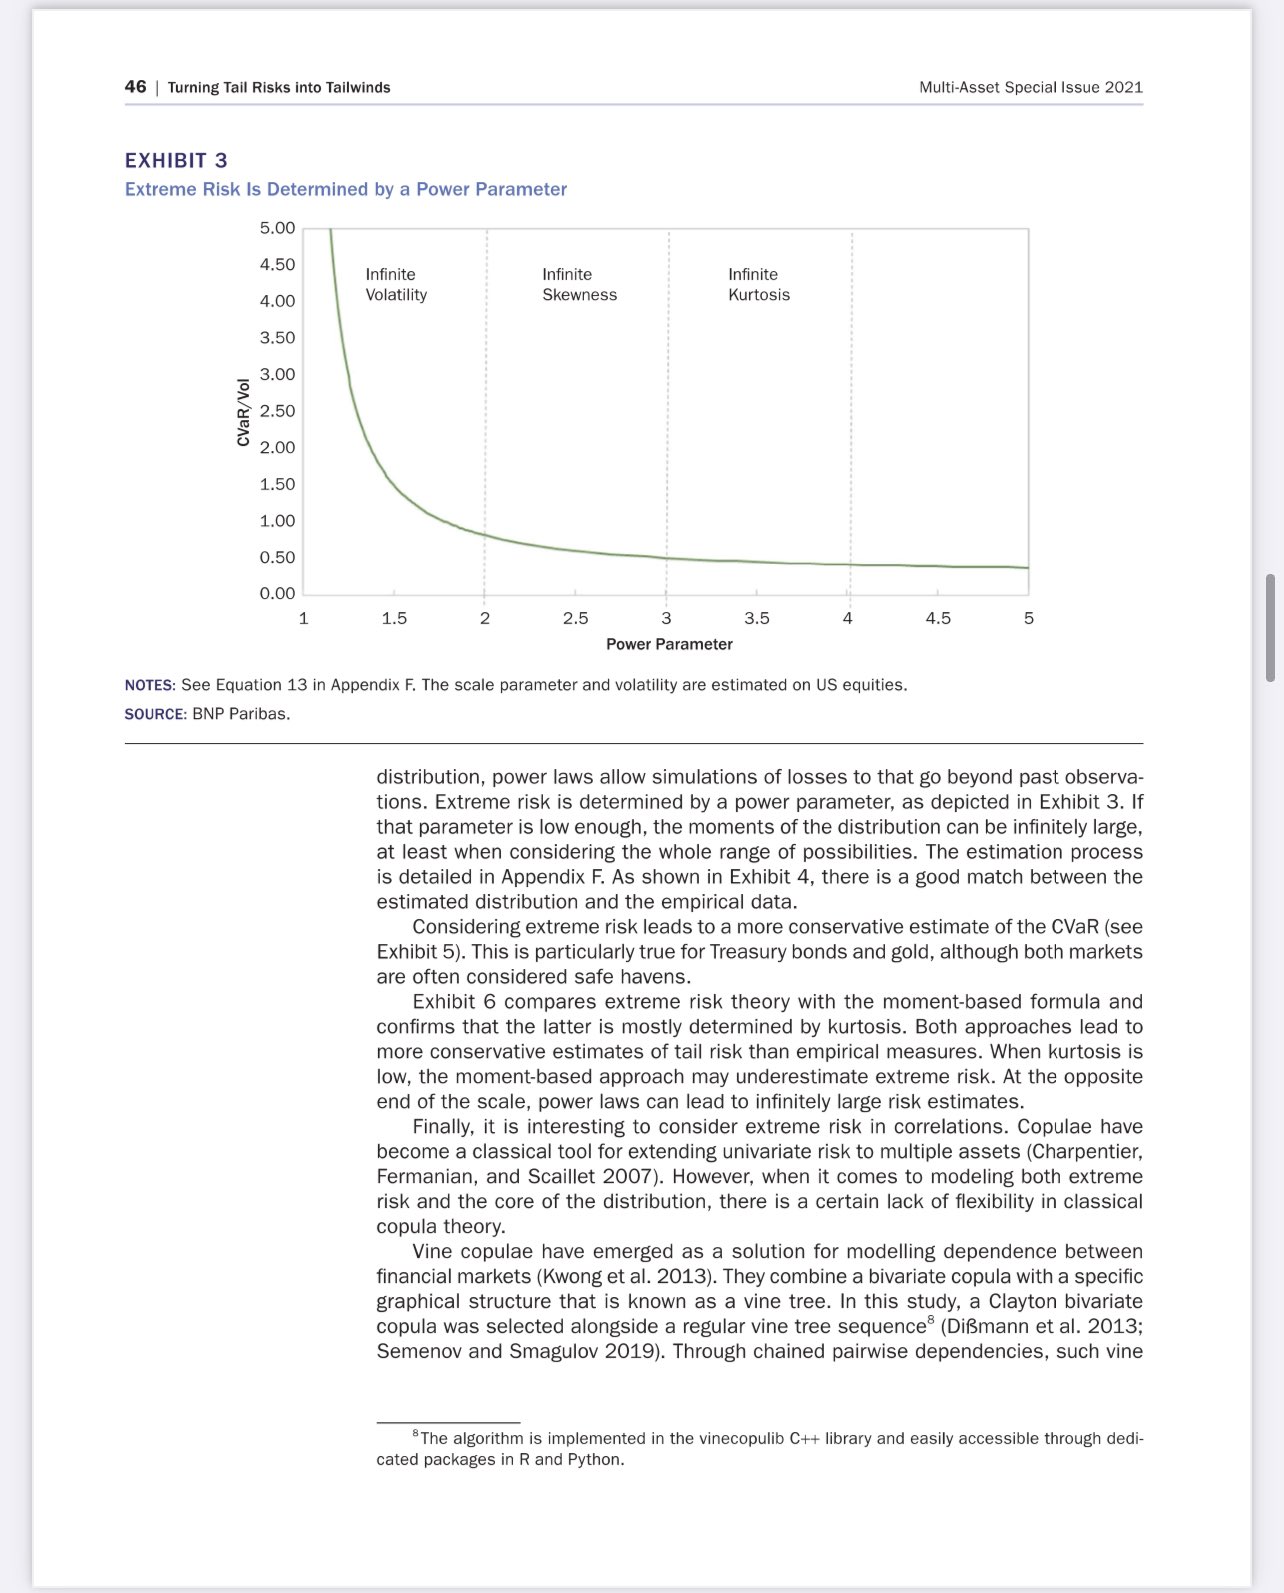 46 | Turning Tail Risks into Tailwinds
Multi-Asset Special Issue 2021
EXHIBIT 3
Extreme Risk Is Determined by a Power Parameter
5.00
4.50
4.00
3.50
3.00
2.50
2.00
1.50
1.00
0.50
0.00
CVaR/Vol
Infinite
Volatility
Infinite
Skewness
Infinite
Kurtosis
1
1.5
2
2.5
3
3.5
4
4.5
5
Power Parameter
NOTES: See Equation 13 in Appendix F. The scale parameter and volatility are estimated on US equities.
SOURCE: BNP Paribas.
distribution, power laws allow simulations of losses to that go beyond past observa-
tions. Extreme risk is determined by a power parameter, as depicted in Exhibit 3. If
that parameter is low enough, the moments of the distribution can be infinitely large,
at least when considering the whole range of possibilities. The estimation process
is detailed in Appendix F. As shown in Exhibit 4, there is a good match between the
estimated distribution and the empirical data.
Considering extreme risk leads to a more conservative estimate of the CVaR (see
Exhibit 5). This is particularly true for Treasury bonds and gold, although both markets
are often considered safe havens.
Exhibit 6 compares extreme risk theory with the moment-based formula and
confirms that the latter is mostly determined by kurtosis. Both approaches lead to
more conservative estimates of tail risk than empirical measures. When kurtosis is
low, the moment-based approach may underestimate extreme risk. At the opposite
end of the scale, power laws can lead to infinitely large risk estimates.
Finally, it is interesting to consider extreme risk in correlations. Copulae have
become a classical tool for extending univariate risk to multiple assets (Charpentier,
Fermanian, and Scaillet 2007). However, when it comes to modeling both extreme
risk and the core of the distribution, there is a certain lack of flexibility in classical
copula theory.
Vine copulae have emerged as a solution for modelling dependence between
financial markets (Kwong et al. 2013). They combine a bivariate copula with a specific
graphical structure that is known as a vine tree. In this study, a Clayton bivariate
copula was selected alongside a regular vine tree sequence⁸ (Dißmann et al. 2013;
Semenov and Smagulov 2019). Through chained pairwise dependencies, such vine
⁸The algorithm is implemented in the vinecopulib C++ library and easily accessible through dedi-
cated packages in R and Python.